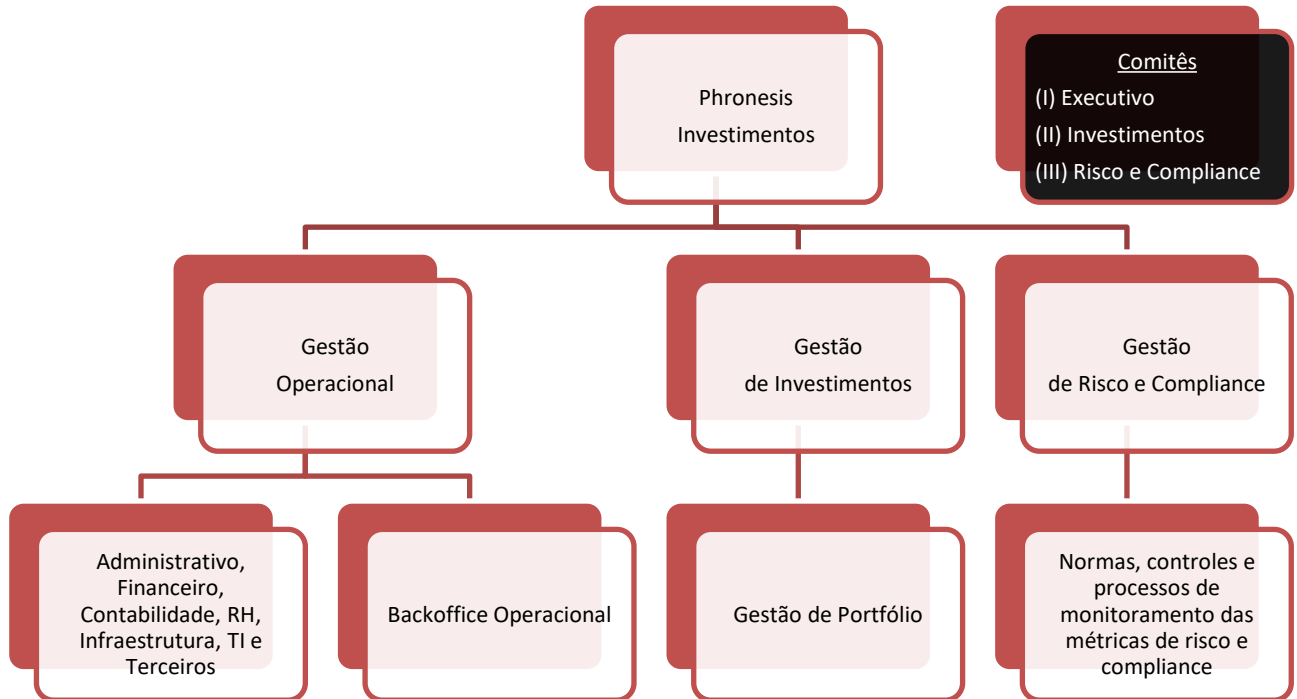 Phronesis
Investimentos
Comitês
(I) Executivo
(II) Investimentos
(III) Risco e Compliance
Gestão
Operacional
Gestão
de Investimentos
Gestão
de Risco e Compliance
Administrativo,
Financeiro,
Contabilidade, RH,
Infraestrutura, TI e
Terceiros
Backoffice Operacional
Gestão de Portfólio
Normas, controles e
processos de
monitoramento das
métricas de risco e
compliance